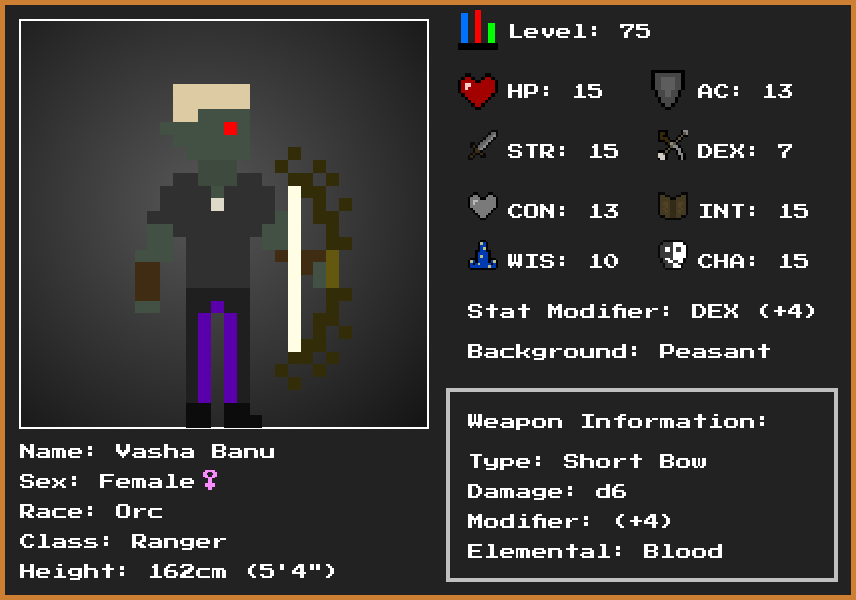 Level: 75
HP: 15
AC: 13
STR: 15
DEX: 7
CON: 13
INT: 15
WIS: 10
CHA: 15
Stat Modifier: DEX (+4)
Background: Peasant
Weapon Information:
Type: Short Bow
Damage: d6
Modifier: (+4)
Elemental: Blood
Name: Vasha Banu
Sex: Female♀
Race: Orc
Class: Ranger
Height: 162cm (5'4")